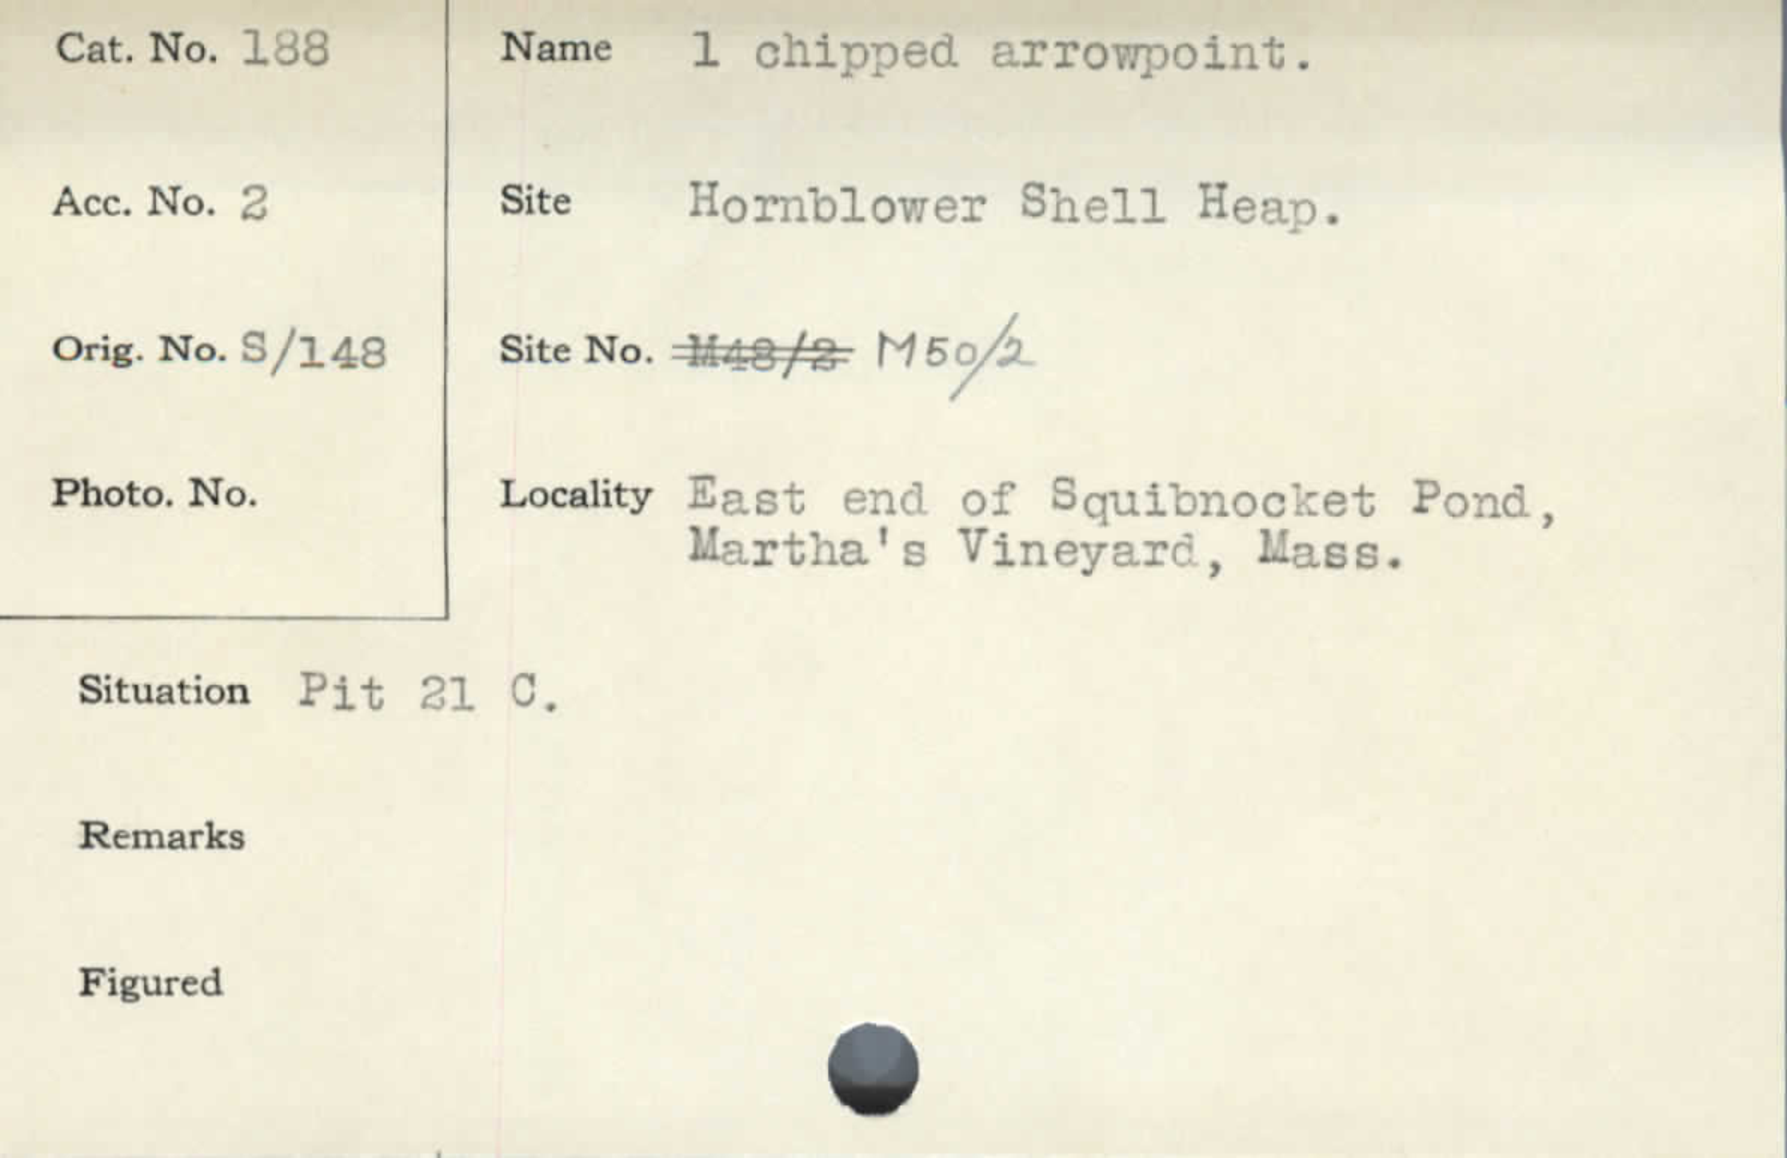 Cat. No. 188
Name 1 chipped arrowpoint.
Acc. No. 2
Site Hornblower Shell Heap.
Orig. No. S/148
Site No. M48/2 M50/2
Photo. No.
Locality East end of Squibnocket Pond,
Martha's Vineyard, Mass.
Situation Pit 21 C.
Remarks
Figured